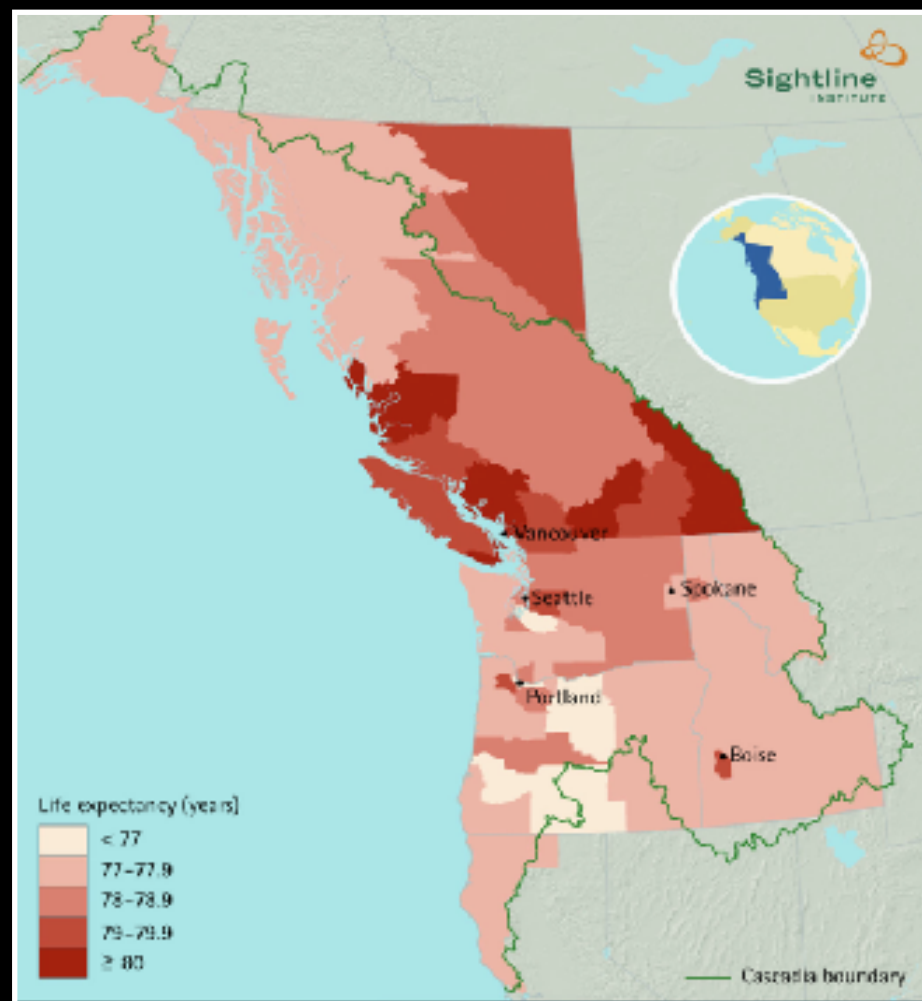 Sightline
INSTITUTE
Vancouver
Seattle
Spokane
Portland
Boise
Life expectancy (years)
< 77
77–77.9
78–78.9
79–79.9
≥ 80
Cascadia boundary